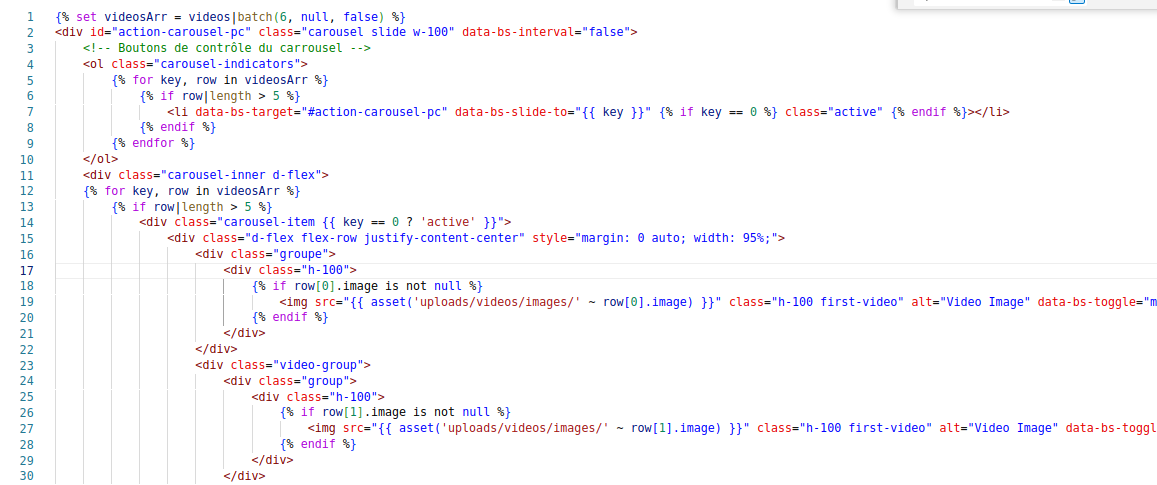 1 {% set videosArr = videos|batch(6, null, false) %}
2 <div id="action-carousel-pc" class="carousel slide w-100" data-bs-interval="false">
3 <!-- Boutons de contrôle du carrousel -->
4 <ol class="carousel-indicators">
5 {% for key, row in videosArr %}
6 {% if row|length > 5 %}
7 <li data-bs-target="#action-carousel-pc" data-bs-slide-to="{{ key }}" {% if key == 0 %} class="active" {% endif %}></li>
8 {% endif %}
9 {% endfor %}
10 </ol>
11 <div class="carousel-inner d-flex">
12 {% for key, row in videosArr %}
13 {% if row|length > 5 %}
14 <div class="carousel-item {{ key == 0 ? 'active' }}">
15 <div class="d-flex flex-row justify-content-center" style="margin: 0 auto; width: 95%;">
16 <div class="groupe">
17 <div class="h-100">
18 {% if row[0].image is not null %}
19 <img src="{{ asset('uploads/videos/images/' ~ row[0].image) }}" class="h-100 first-video" alt="Video Image" data-bs-toggle="m
20 {% endif %}
21 </div>
22 </div>
23 <div class="video-group">
24 <div class="group">
25 <div class="h-100">
26 {% if row[1].image is not null %}
27 <img src="{{ asset('uploads/videos/images/' ~ row[1].image) }}" class="h-100 first-video" alt="Video Image" data-bs-toggl
28 {% endif %}
29 </div>
30 </div>